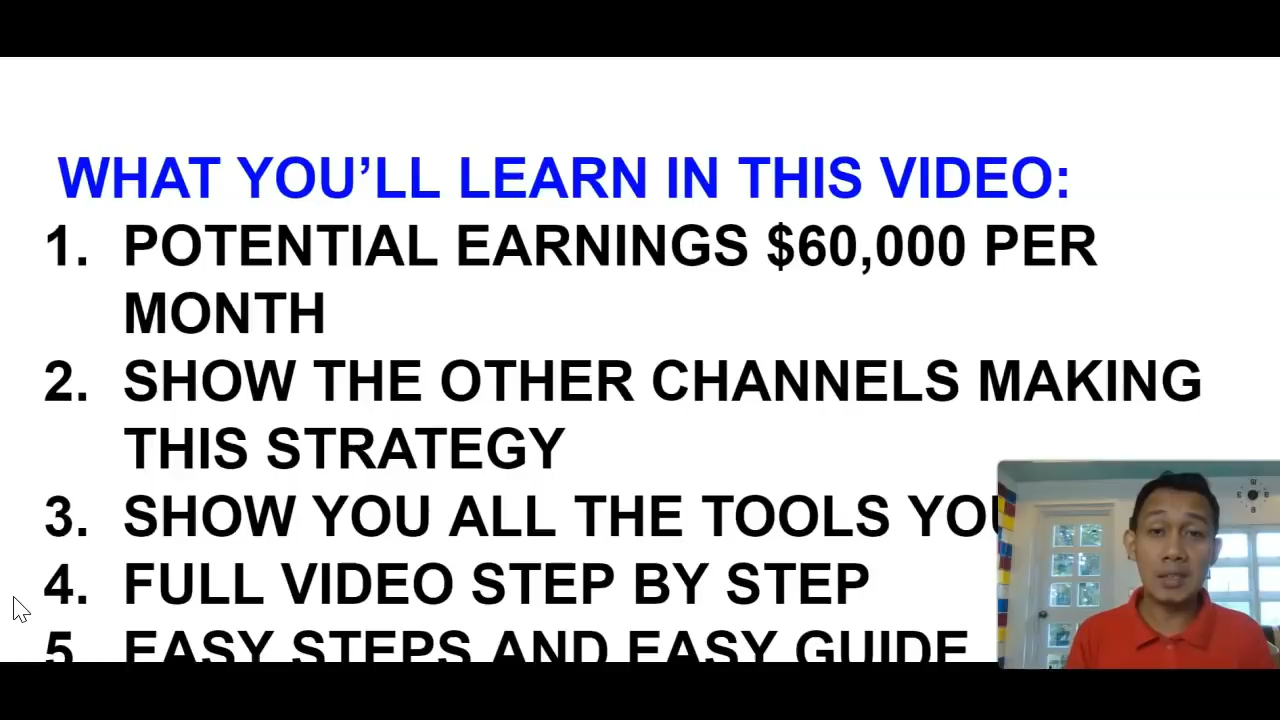 WHAT YOU’LL LEARN IN THIS VIDEO:
1. POTENTIAL EARNINGS $60,000 PER
MONTH
2. SHOW THE OTHER CHANNELS MAKING
THIS STRATEGY
3. SHOW YOU ALL THE TOOLS
4. FULL VIDEO STEP BY STEP
5. EASY STEPS AND EASY GUIDE